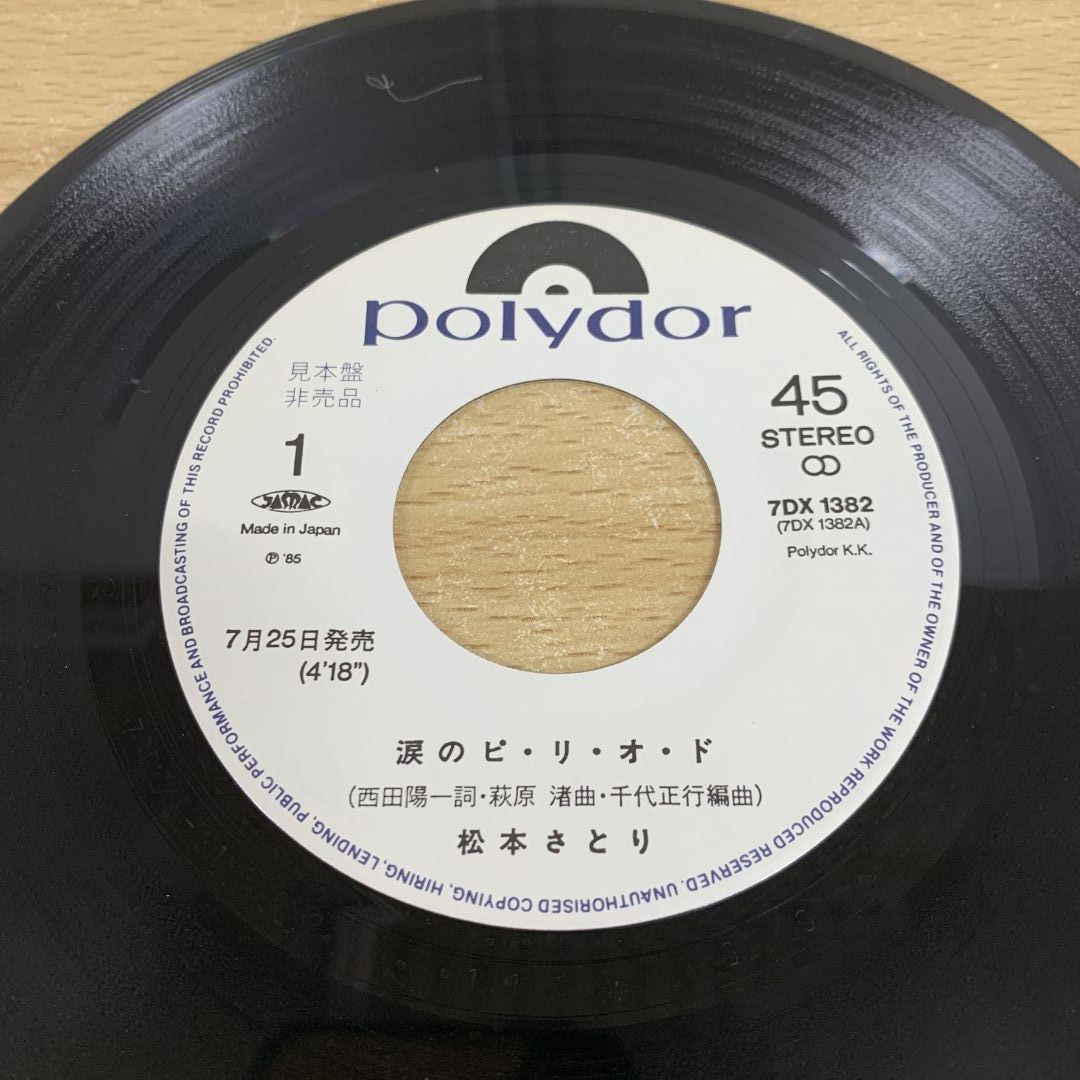 polydor
見本盤
非売品
1
JASRAC
Made in Japan
Ⓟ '85
45
STEREO
7DX 1382
(7DX 1382A)
Polydor K.K.
7月25日発売
(4'18")
涙のピ・リ・オ・ド
(西田陽一詞・萩原 渚曲・千代正行編曲)
松本さとり
ALL RIGHTS OF THE PRODUCER AND OF THE OWNER OF THE WORK REPRODUCED RESERVED. UNAUTHORISED COPYING, HIRING, LENDING, PUBLIC PERFORMANCE AND BROADCASTING OF THIS RECORD PROHIBITED.